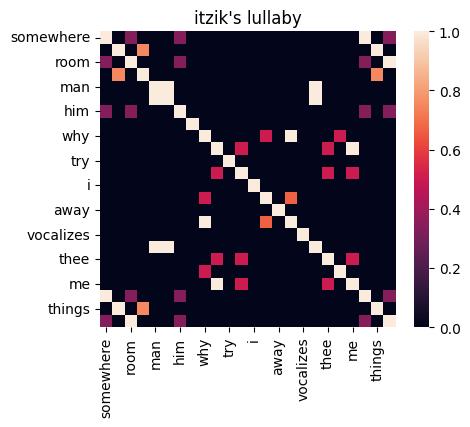 itzik's lullaby
somewhere
room
man
him
why
try
i
away
vocalizes
thee
me
things
somewhere
room
man
him
why
try
i
away
vocalizes
thee
me
things
1.0
0.8
0.6
0.4
0.2
0.0